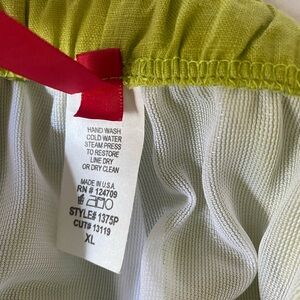 HAND WASH
COLD WATER
STEAM PRESS
TO RESTORE
LINE DRY
OR DRY CLEAN
MADE IN U.S.A.
RN # 124709
STYLE# 1375P
CUT# 13119
XL